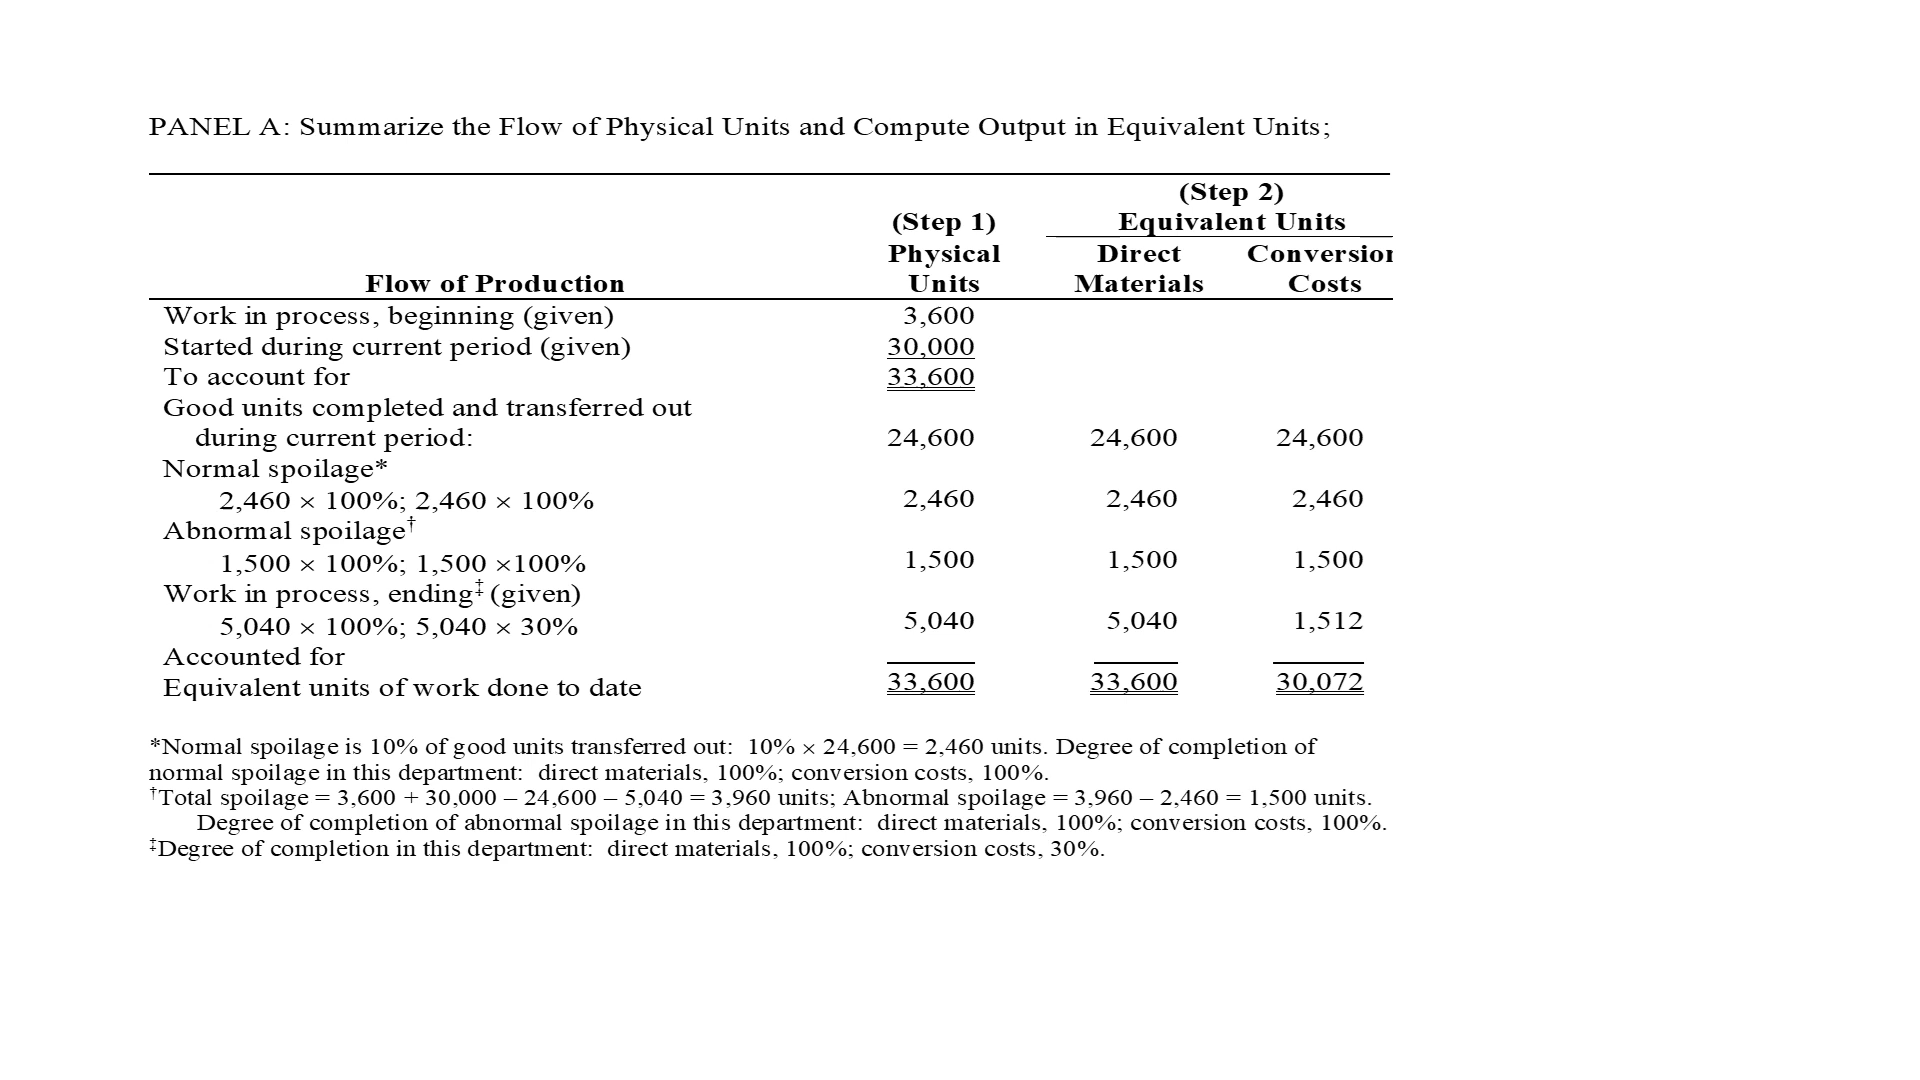 PANEL A: Summarize the Flow of Physical Units and Compute Output in Equivalent Units;
(Step 2)
(Step 1) Equivalent Units
Physical Direct Conversion
Flow of Production Units Materials Costs
Work in process, beginning (given) 3,600
Started during current period (given) 30,000
To account for 33,600
Good units completed and transferred out
during current period: 24,600 24,600 24,600
Normal spoilage*
2,460 × 100%; 2,460 × 100% 2,460 2,460 2,460
Abnormal spoilage†
1,500 × 100%; 1,500 ×100% 1,500 1,500 1,500
Work in process, ending‡ (given)
5,040 × 100%; 5,040 × 30% 5,040 5,040 1,512
Accounted for
Equivalent units of work done to date 33,600 33,600 30,072
*Normal spoilage is 10% of good units transferred out: 10% × 24,600 = 2,460 units. Degree of completion of
normal spoilage in this department: direct materials, 100%; conversion costs, 100%.
†Total spoilage = 3,600 + 30,000 – 24,600 – 5,040 = 3,960 units; Abnormal spoilage = 3,960 – 2,460 = 1,500 units.
Degree of completion of abnormal spoilage in this department: direct materials, 100%; conversion costs, 100%.
‡Degree of completion in this department: direct materials, 100%; conversion costs, 30%.